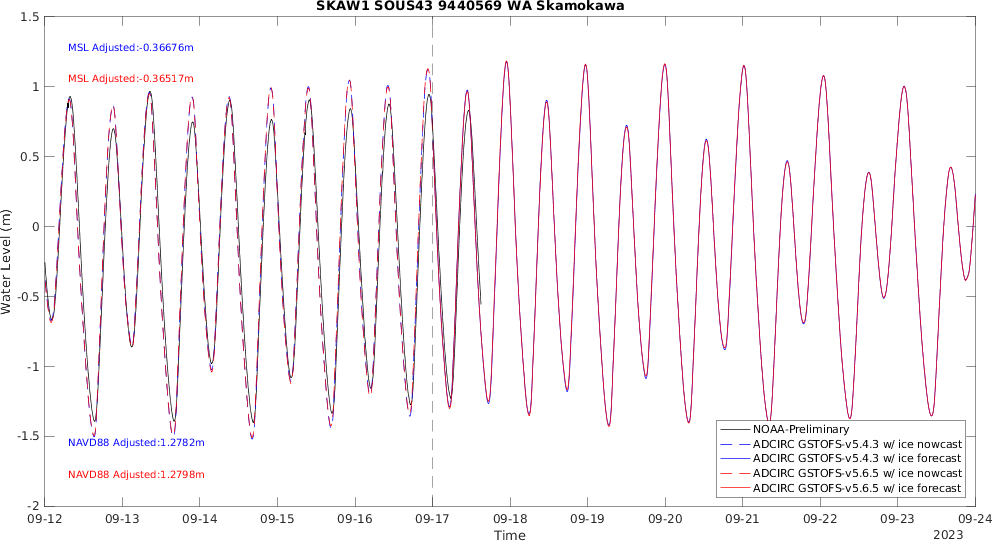 SKAW1 SOUS43 9440569 WA Skamokawa
MSL Adjusted:-0.36676m
MSL Adjusted:-0.36517m
NAVD88 Adjusted:1.2782m
NAVD88 Adjusted:1.2798m
Water Level (m)
1.5
1
0.5
0
-0.5
-1
-1.5
-2
NOAA-Preliminary
ADCIRC GSTOFS-v5.4.3 w/ ice nowcast
ADCIRC GSTOFS-v5.4.3 w/ ice forecast
ADCIRC GSTOFS-v5.6.5 w/ ice nowcast
ADCIRC GSTOFS-v5.6.5 w/ ice forecast
09-12 09-13 09-14 09-15 09-16 09-17 09-18 09-19 09-20 09-21 09-22 09-23 09-24
Time
2023